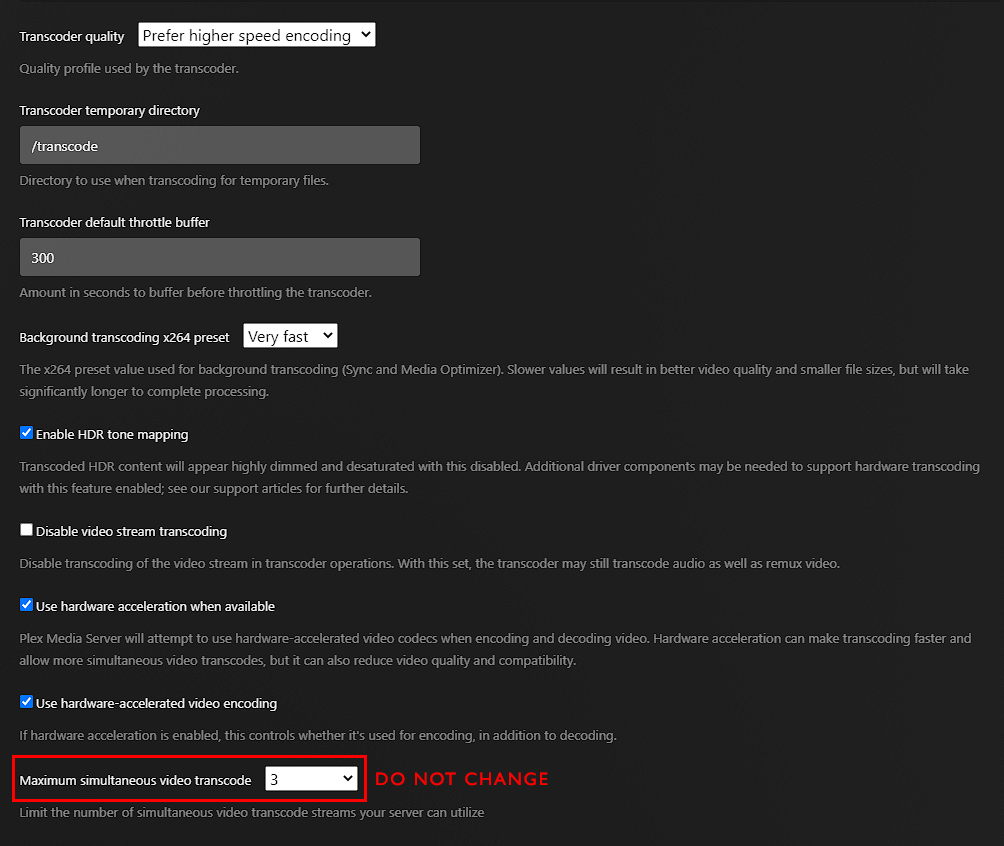 Transcoder quality Prefer higher speed encoding
Quality profile used by the transcoder.
Transcoder temporary directory
/transcode
Directory to use when transcoding for temporary files.
Transcoder default throttle buffer
300
Amount in seconds to buffer before throttling the transcoder.
Background transcoding x264 preset Very fast
The x264 preset value used for background transcoding (Sync and Media Optimizer). Slower values will result in better video quality and smaller file sizes, but will take
significantly longer to complete processing.
Enable HDR tone mapping
Transcoded HDR content will appear highly dimmed and desaturated with this disabled. Additional driver components may be needed to support hardware transcoding
with this feature enabled; see our support articles for further details.
Disable video stream transcoding
Disable transcoding of the video stream in transcoder operations. With this set, the transcoder may still transcode audio as well as remux video.
Use hardware acceleration when available
Plex Media Server will attempt to use hardware-accelerated video codecs when encoding and decoding video. Hardware acceleration can make transcoding faster and
allow more simultaneous video transcodes, but it can also reduce video quality and compatibility.
Use hardware-accelerated video encoding
If hardware acceleration is enabled, this controls whether it's used for encoding, in addition to decoding.
Maximum simultaneous video transcode 3 DO NOT CHANGE
Limit the number of simultaneous video transcode streams your server can utilize